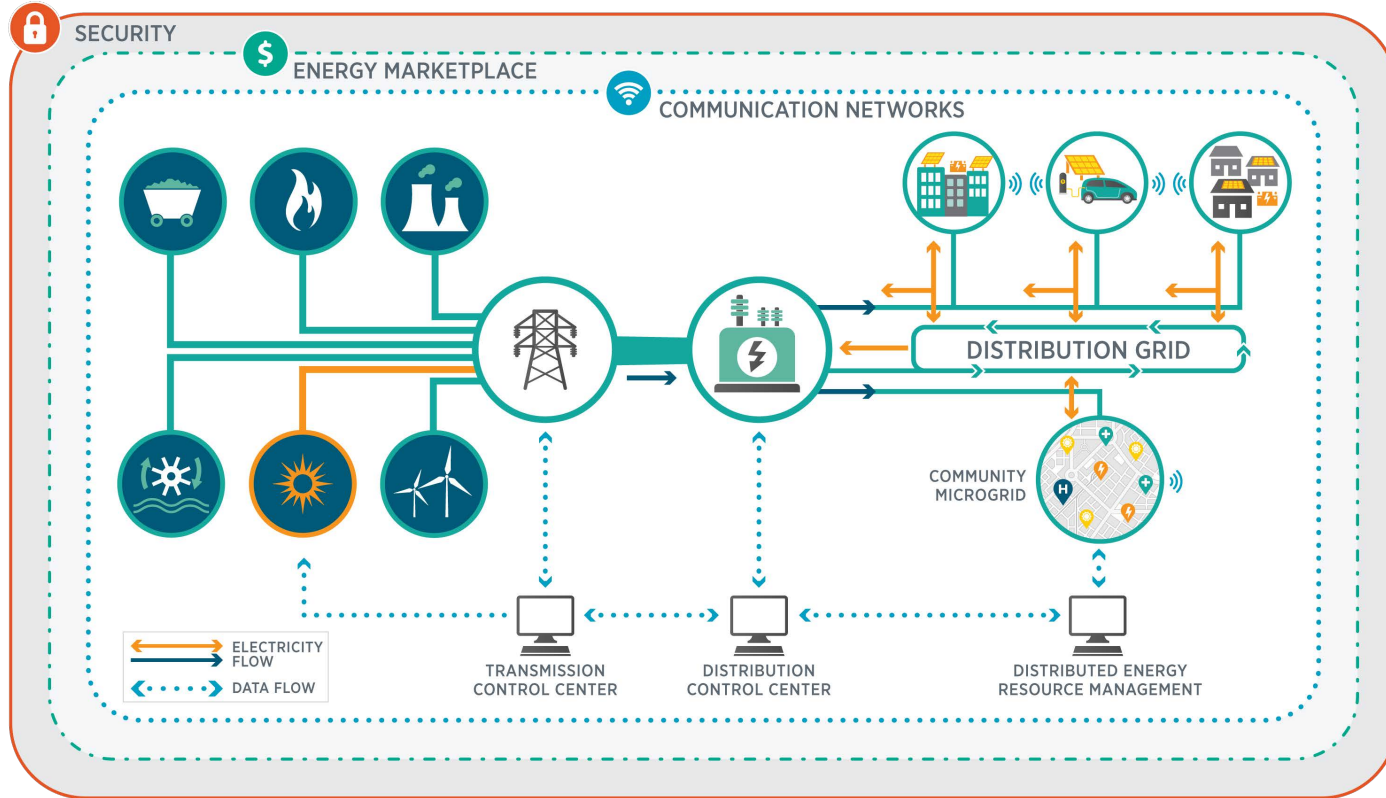 SECURITY
$
ENERGY MARKETPLACE
COMMUNICATION NETWORKS
DISTRIBUTION GRID
COMMUNITY
MICROGRID
H
ELECTRICITY
FLOW
DATA FLOW
TRANSMISSION
CONTROL CENTER
DISTRIBUTION
CONTROL CENTER
DISTRIBUTED ENERGY
RESOURCE MANAGEMENT